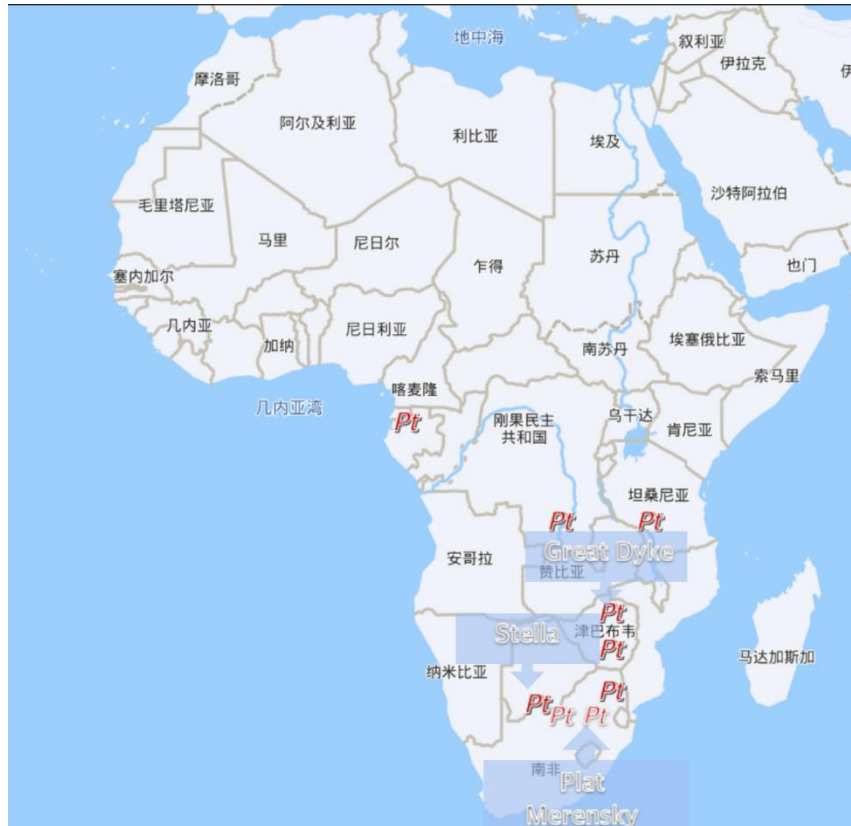 地中海
叙利亚
伊拉克
伊
摩洛哥
阿尔及利亚
利比亚
埃及
沙特阿拉伯
毛里塔尼亚
马里
尼日尔
乍得
苏丹
也门
塞内加尔
几内亚
加纳
尼日利亚
南苏丹
埃塞俄比亚
索马里
喀麦隆
几内亚湾
Pt
刚果民主
共和国
乌干达
肯尼亚
坦桑尼亚
Pt
Pt
安哥拉
Great Dyke
赞比亚
Pt
Stella
津巴布韦
Pt
马达加斯加
纳米比亚
Pt
Pt
Pt
Pt
南非
Plat
Merensky